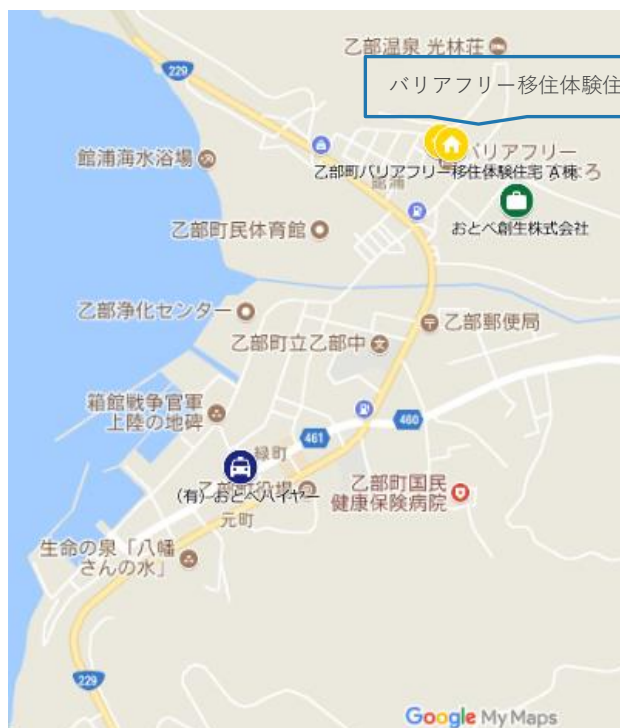 乙部温泉 光林荘
229
バリアフリー移住体験住
館浦海水浴場
バリアフリー
乙部町バリアフリー移住体験住宅 A棟
ろ
館浦
おとべ創生株式会社
乙部町民体育館
乙部浄化センター
乙部郵便局
乙部町立乙部中
箱館戦争官軍
上陸の地碑
460
461
緑町
乙部町役場
(有)おとべハイヤー
乙部町国民
健康保険病院
元町
生命の泉「八幡
さんの水」
229
Google My Maps